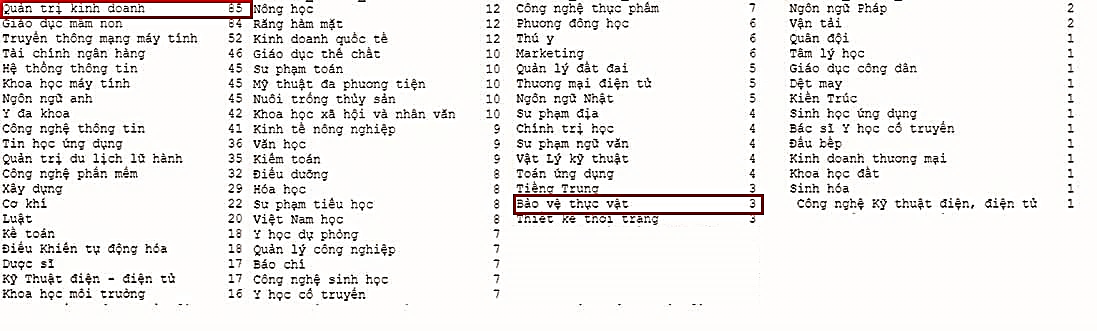 Quản trị kinh doanh 85
Giáo dục mầm non 84
Truyền thông mạng máy tính 52
Tài chính ngân hàng 46
Hệ thống thông tin 45
Khoa học máy tính 45
Ngôn ngữ anh 45
Y đa khoa 42
Công nghệ thông tin 41
Tin học ứng dụng 36
Quản trị du lịch lữ hành 35
Công nghệ phần mềm 32
Xây dựng 29
Cơ khí 22
Luật 20
Kế toán 18
Điều Khiển tự động hóa 18
Dược sĩ 17
Kỹ Thuật điện - điện tử 17
Khoa học môi trường 16
Nông học 12
Răng hàm mặt 12
Kinh doanh quốc tế 12
Giáo dục thể chất 10
Sư phạm toán 10
Mỹ thuật đa phương tiện 10
Nuôi trồng thủy sản 10
Khoa học xã hội và nhân văn 10
Kinh tế nông nghiệp 9
Văn học 9
Kiểm toán 9
Điều dưỡng 8
Hóa học 8
Sư phạm tiểu học 8
Việt Nam học 8
Y học dự phòng 7
Quản lý công nghiệp 7
Báo chí 7
Công nghệ sinh học 7
Y học cổ truyền 7
Công nghệ thực phẩm 7
Phương đông học 6
Thú y 6
Marketing 6
Quản lý đất đai 5
Thương mại điện tử 5
Ngôn ngữ Nhật 5
Sư phạm địa 4
Chính trị học 4
Sư phạm ngữ văn 4
Vật Lý kỹ thuật 4
Toán ứng dụng 4
Tiếng Trung 3
Bảo vệ thực vật 3
Thiết kế thời trang 3
Ngôn ngữ Pháp 2
Vận tải 2
Quân đội 1
Tâm lý học 1
Giáo dục công dân 1
Dệt may 1
Kiến Trúc 1
Sinh học ứng dụng 1
Bác sĩ Y học cổ truyền 1
Đầu bếp 1
Kinh doanh thương mại 1
Khoa học đất 1
Sinh hóa 1
Công nghệ Kỹ thuật điện, điện tử 1